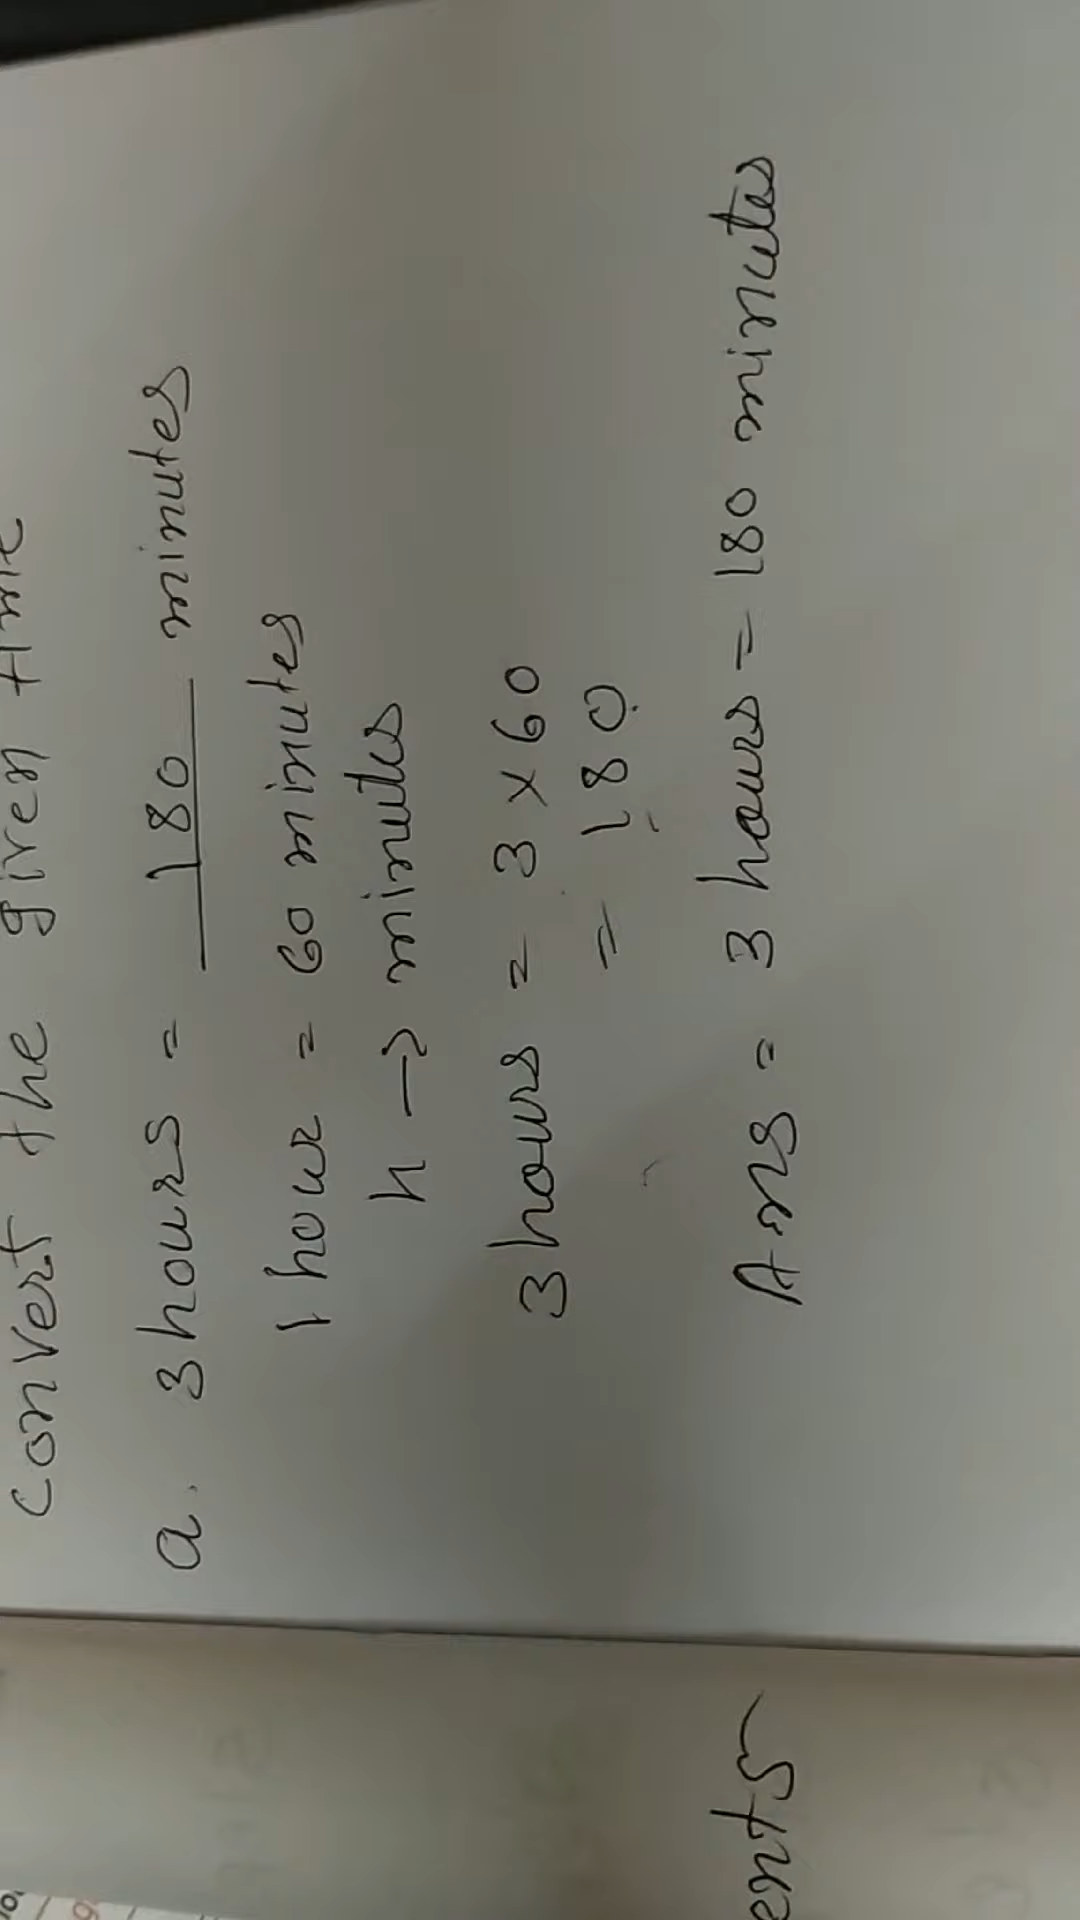 Convert the given time
a. 3 hours = 180 minutes
1 hour = 60 minutes
h → minutes
3 hours = 3 × 60
= 180
Ans = 3 hours = 180 minutes
ents